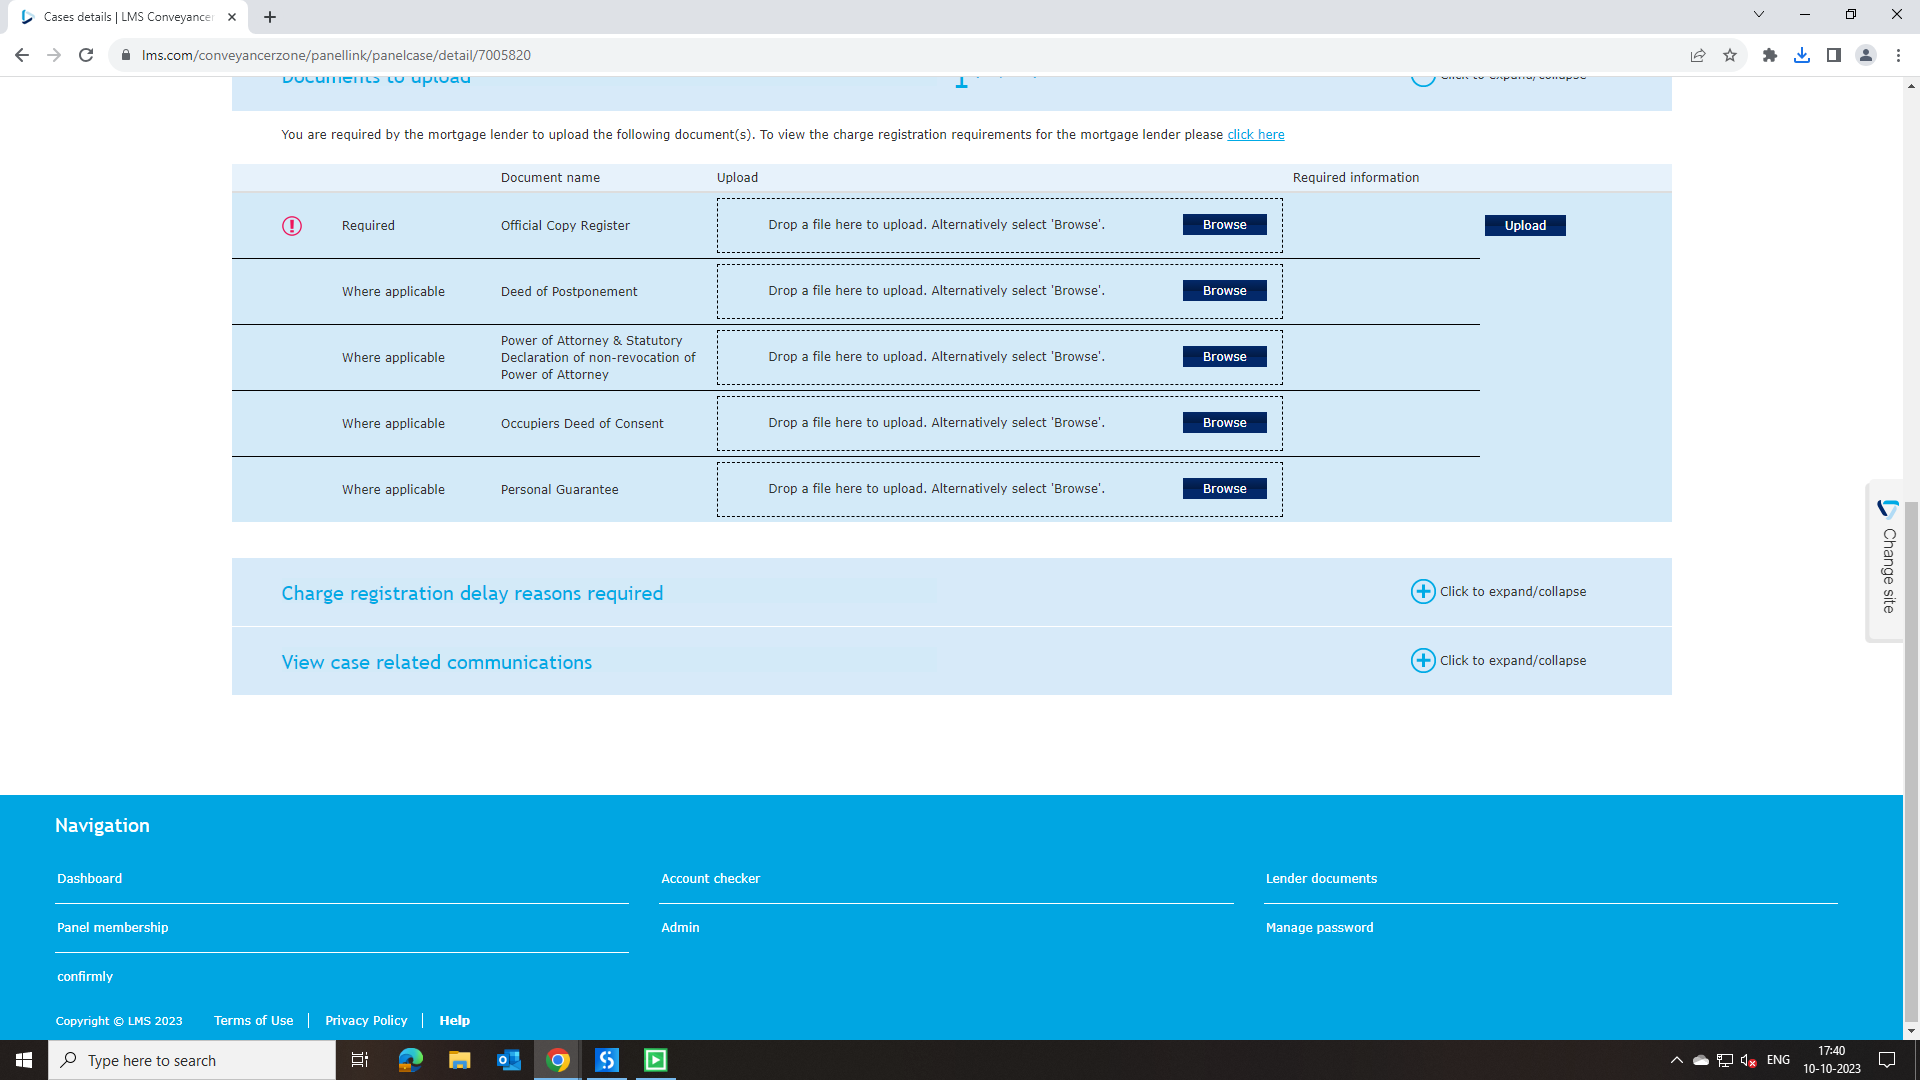 Cases details | LMS Conveyancer
lms.com/conveyancerzone/panellink/panelcase/detail/7005820
Documents to upload
Click to expand/collapse
You are required by the mortgage lender to upload the following document(s). To view the charge registration requirements for the mortgage lender please click here
Document name Upload Required information
Required Official Copy Register Drop a file here to upload. Alternatively select 'Browse'. Browse Upload
Where applicable Deed of Postponement Drop a file here to upload. Alternatively select 'Browse'. Browse
Power of Attorney & Statutory
Where applicable Declaration of non-revocation of Drop a file here to upload. Alternatively select 'Browse'. Browse
Power of Attorney
Where applicable Occupiers Deed of Consent Drop a file here to upload. Alternatively select 'Browse'. Browse
Where applicable Personal Guarantee Drop a file here to upload. Alternatively select 'Browse'. Browse
Change site
Charge registration delay reasons required Click to expand/collapse
View case related communications Click to expand/collapse
Navigation
Dashboard Account checker Lender documents
Panel membership Admin Manage password
confirmly
Copyright © LMS 2023 Terms of Use Privacy Policy Help
Type here to search
ENG
17:40
10-10-2023